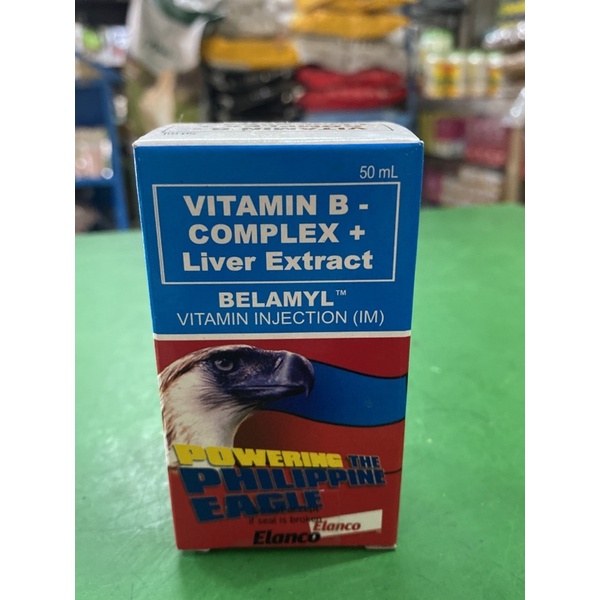 50 mL
VITAMIN B -
COMPLEX +
Liver Extract
BELAMYL™
VITAMIN INJECTION (IM)
POWERING THE
PHILIPPINE
EAGLE
if seal is broken
Elanco
Elanco